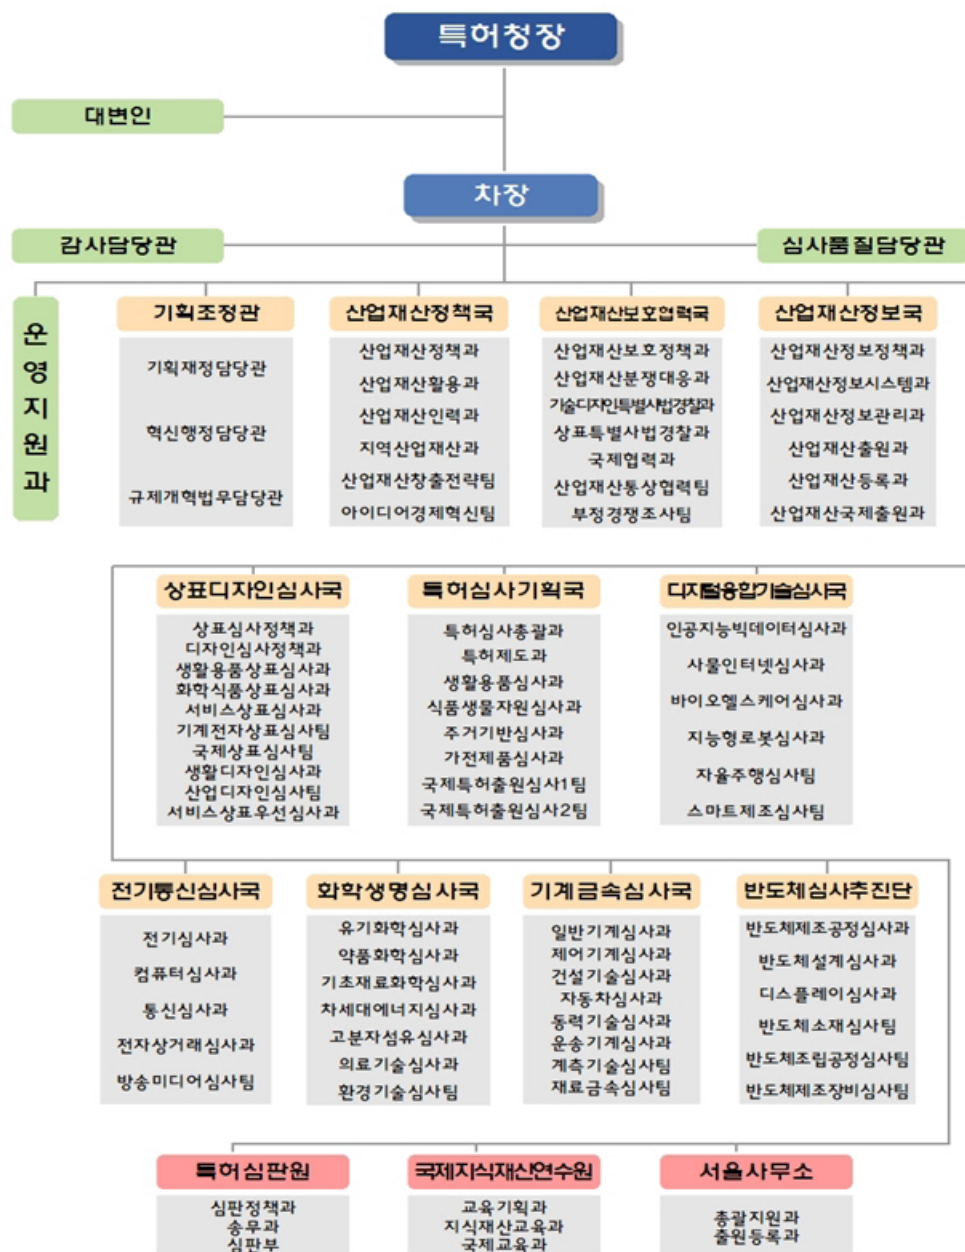 특허청장
대변인
차장
감사담당관
심사품질담당관
운영지원과
기획조정관
기획재정담당관
혁신행정담당관
규제개혁법무담당관
산업재산정책국
산업재산정책과
산업재산활용과
산업재산인력과
지역산업재산과
산업재산창출전략팀
아이디어경제혁신팀
산업재산보호협력국
산업재산보호정책과
산업재산분쟁대응과
기술디자인특별사법경찰과
상표특별사법경찰과
국제협력과
산업재산통상협력팀
부정경쟁조사팀
산업재산정보국
산업재산정보정책과
산업재산정보시스템과
산업재산정보관리과
산업재산출원과
산업재산등록과
산업재산국제출원과
상표디자인심사국
상표심사정책과
디자인심사정책과
생활용품상표심사과
화학식품상표심사과
서비스상표심사과
기계전자상표심사팀
국제상표심사팀
생활디자인심사과
산업디자인심사팀
서비스상표우선심사과
특허심사기획국
특허심사총괄과
특허제도과
생활용품심사과
식품생물자원심사과
주거기반심사과
가전제품심사과
국제특허출원심사1팀
국제특허출원심사2팀
디지털융합기술심사국
인공지능빅데이터심사과
사물인터넷심사과
바이오헬스케어심사과
지능형로봇심사과
자율주행심사팀
스마트제조심사팀
전기통신심사국
전기심사과
컴퓨터심사과
통신심사과
전자상거래심사과
방송미디어심사팀
화학생명심사국
유기화학심사과
약품화학심사과
기초재료화학심사과
차세대에너지심사과
고분자섬유심사과
의료기술심사과
환경기술심사팀
기계금속심사국
일반기계심사과
제어기계심사과
건설기술심사과
자동차심사과
동력기술심사과
운송기계심사과
계측기술심사팀
재료금속심사팀
반도체심사추진단
반도체제조공정심사과
반도체설계심사과
디스플레이심사과
반도체소재심사팀
반도체조립공정심사팀
반도체제조장비심사팀
특허심판원
심판정책과
송무과
심판부
국제지식재산연수원
교육기획과
지식재산교육과
국제교육과
서울사무소
총괄지원과
출원등록과